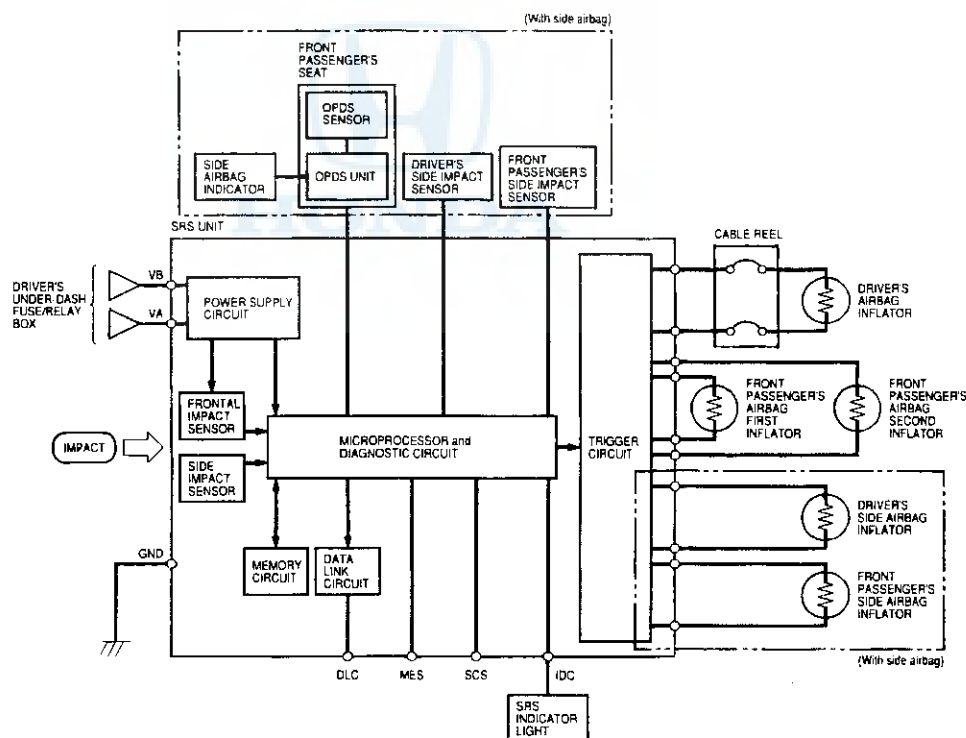 (With side airbag)
FRONT
PASSENGER'S
SEAT
OPDS
SENSOR
SIDE
AIRBAG
INDICATOR
OPDS UNIT
DRIVER'S
SIDE IMPACT
SENSOR
FRONT
PASSENGER'S
SIDE IMPACT
SENSOR
HONDA
SRS UNIT
CABLE REEL
DRIVER'S
UNDER-DASH
FUSE/RELAY
BOX
VB
VA
POWER SUPPLY
CIRCUIT
DRIVER'S
AIRBAG
INFLATOR
FRONTAL
IMPACT
SENSOR
FRONT
PASSENGER'S
AIRBAG
FIRST
INFLATOR
FRONT
PASSENGER'S
AIRBAG
SECOND
INFLATOR
IMPACT
MICROPROCESSOR and
DIAGNOSTIC CIRCUIT
TRIGGER
CIRCUIT
SIDE
IMPACT
SENSOR
DRIVER'S
SIDE AIRBAG
INFLATOR
GND
MEMORY
CIRCUIT
DATA
LINK
CIRCUIT
FRONT
PASSENGER'S
SIDE AIRBAG
INFLATOR
(With side airbag)
DLC
MES
SCS
IDC
SRS
INDICATOR
LIGHT